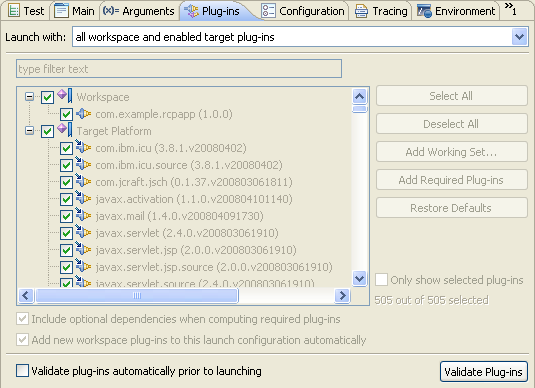 Test Main (x)= Arguments Plug-ins Configuration Tracing Environment »1
Launch with: all workspace and enabled target plug-ins
type filter text
Workspace
com.example.rcpapp (1.0.0)
Target Platform
com.ibm.icu (3.8.1.v20080402)
com.ibm.icu.source (3.8.1.v20080402)
com.jcraft.jsch (0.1.37.v200803061811)
javax.activation (1.1.0.v200804101140)
javax.mail (1.4.0.v200804091730)
javax.servlet (2.4.0.v200803061910)
javax.servlet.jsp (2.0.0.v200803061910)
javax.servlet.jsp.source (2.0.0.v200803061910)
javax.servlet.source (2.4.0.v200803061910)
Select All
Deselect All
Add Working Set...
Add Required Plug-ins
Restore Defaults
Only show selected plug-ins
505 out of 505 selected
Include optional dependencies when computing required plug-ins
Add new workspace plug-ins to this launch configuration automatically
Validate plug-ins automatically prior to launching
Validate Plug-ins